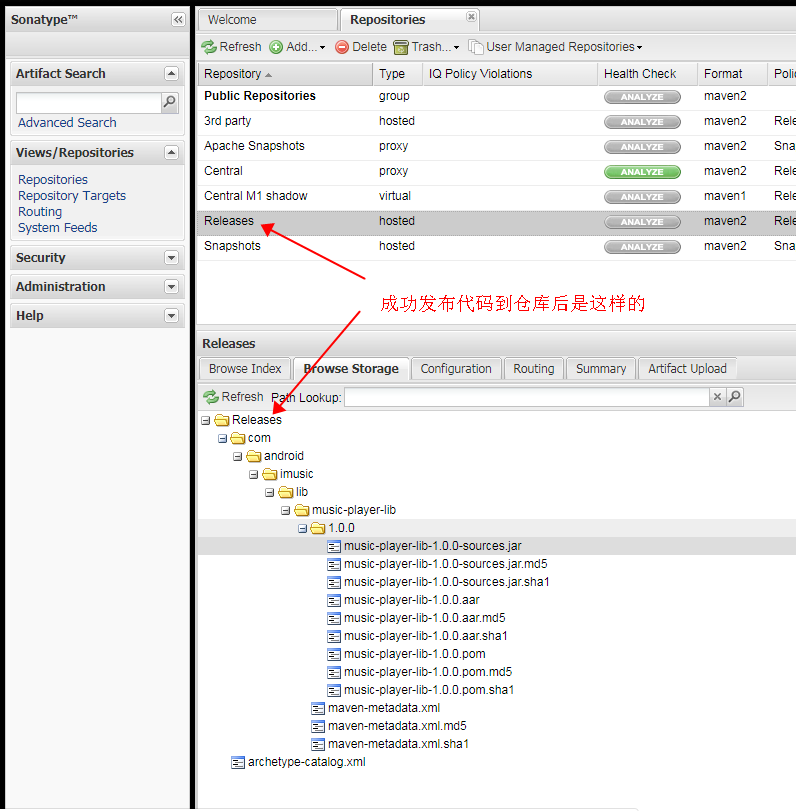 Sonatype™
Artifact Search
Advanced Search
Views/Repositories
Repositories
Repository Targets
Routing
System Feeds
Security
Administration
Help
Welcome
Repositories
Refresh Add... Delete Trash... User Managed Repositories
Repository Type IQ Policy Violations Health Check Format
Public Repositories group ANALYZE maven2
3rd party hosted ANALYZE maven2 Rele
Apache Snapshots proxy ANALYZE maven2 Sna
Central proxy ANALYZE maven2 Rele
Central M1 shadow virtual ANALYZE maven1 Rele
Releases hosted ANALYZE maven2 Rele
Snapshots hosted ANALYZE maven2 Sna
成功发布代码到仓库后是这样的
Releases
Browse Index Browse Storage Configuration Routing Summary Artifact Upload
Refresh Path Lookup:
Releases
com
android
imusic
lib
music-player-lib
1.0.0
music-player-lib-1.0.0-sources.jar
music-player-lib-1.0.0-sources.jar.md5
music-player-lib-1.0.0-sources.jar.sha1
music-player-lib-1.0.0.aar
music-player-lib-1.0.0.aar.md5
music-player-lib-1.0.0.aar.sha1
music-player-lib-1.0.0.pom
music-player-lib-1.0.0.pom.md5
music-player-lib-1.0.0.pom.sha1
maven-metadata.xml
maven-metadata.xml.md5
maven-metadata.xml.sha1
archetype-catalog.xml